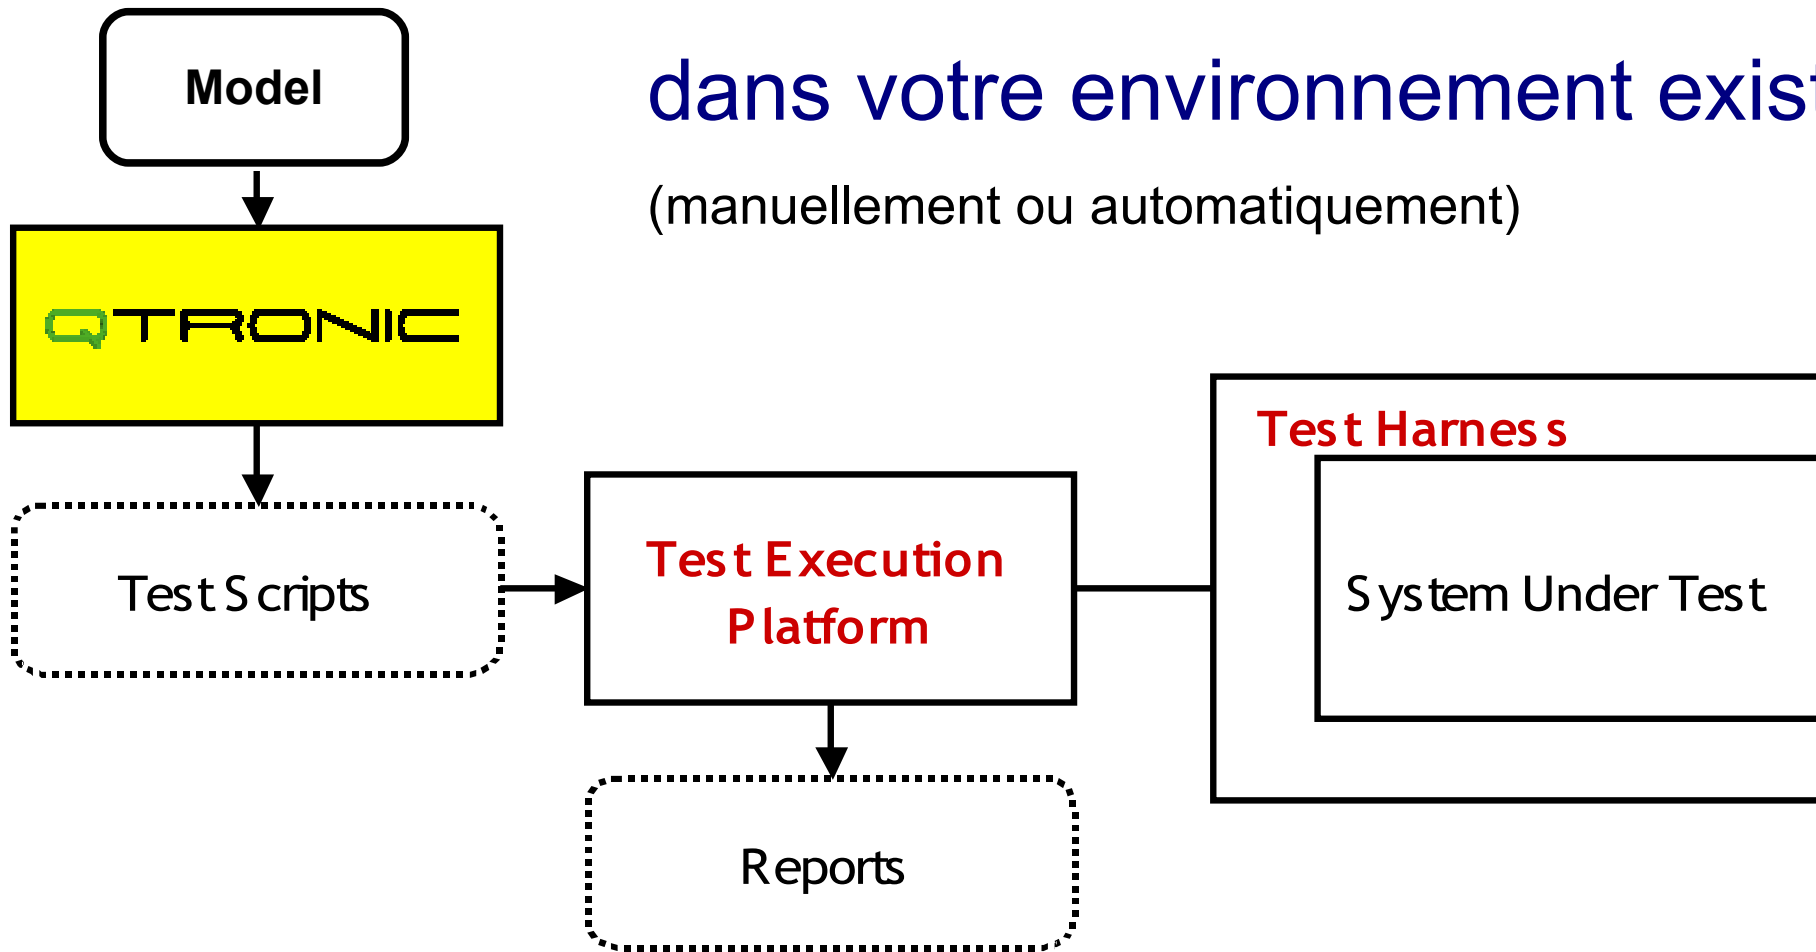 Model
dans votre environnement exist
(manuellement ou automatiquement)
QTRONIC
Test Harness
Test Execution
Platform
Test Scripts
System Under Test
Reports